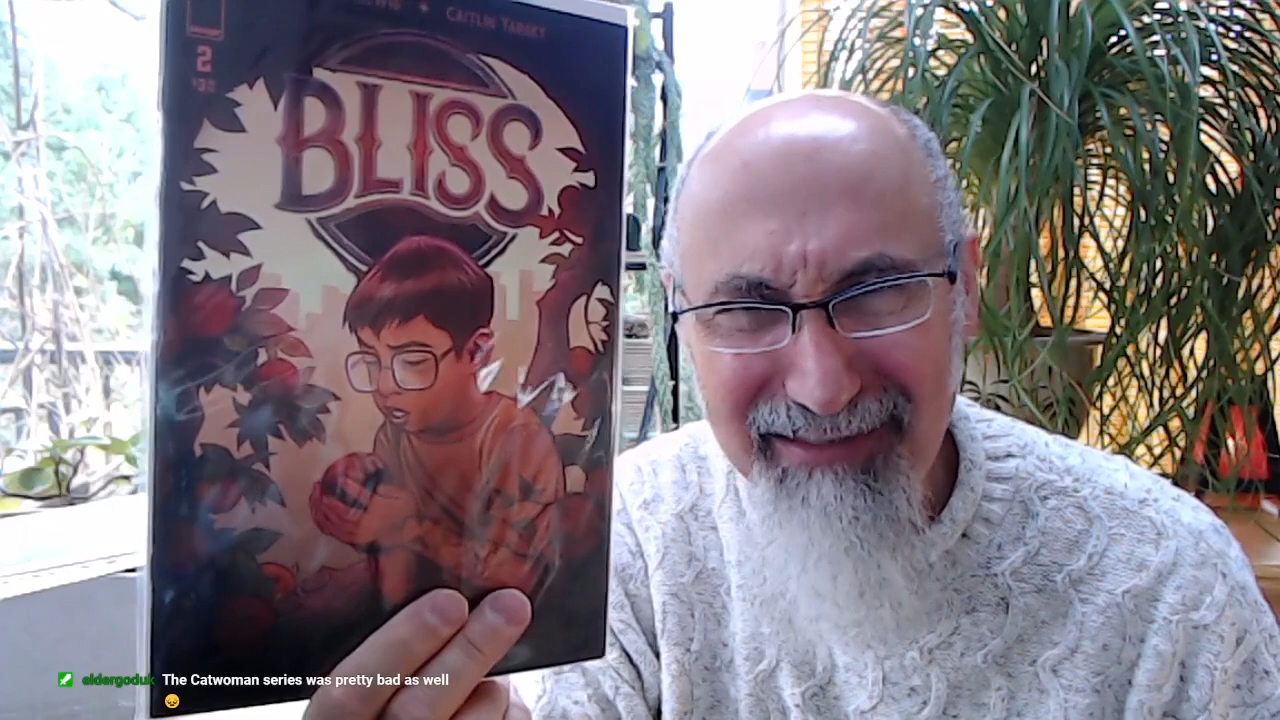 CAITLIN YARSKY
2
BLISS
eldergoduk The Catwoman series was pretty bad as well
😞